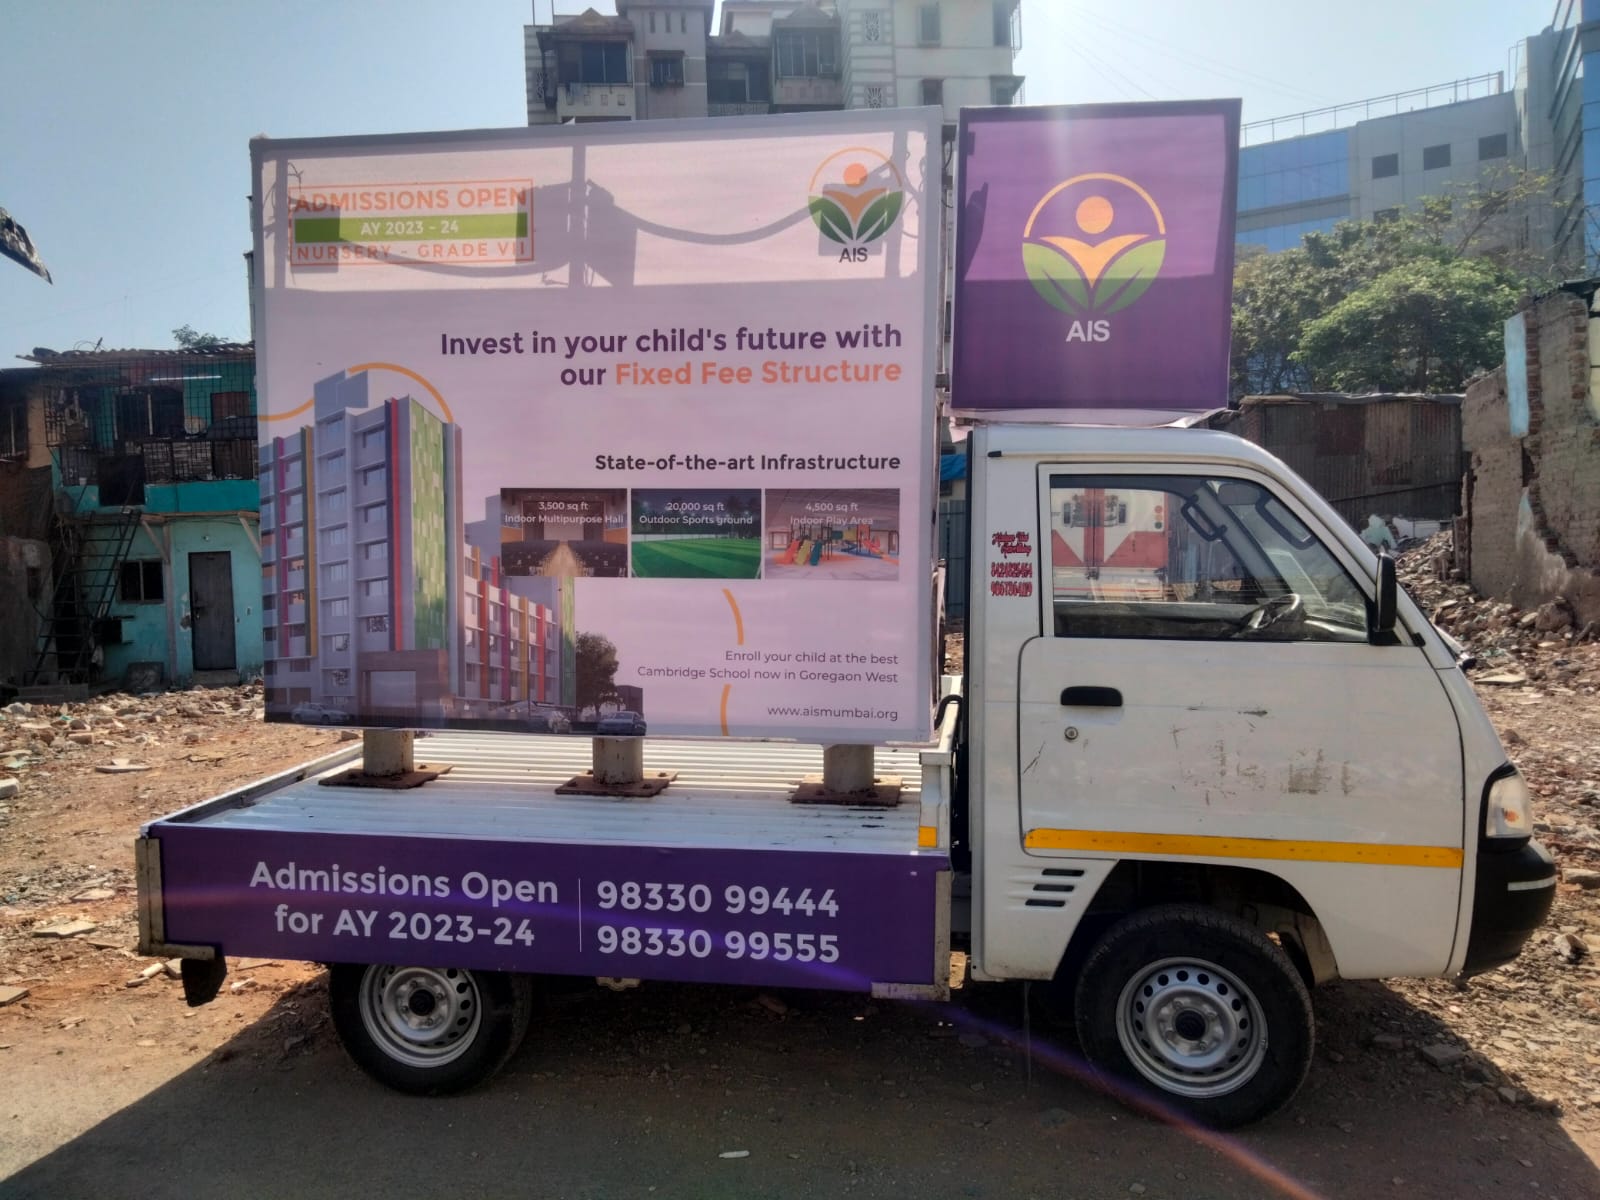 ADMISSIONS OPEN
AY 2023 - 24
NURSERY - GRADE VII
AIS
AIS
Invest in your child's future with
our Fixed Fee Structure
State-of-the-art Infrastructure
3,500 sq ft
Indoor Multipurpose Hall
20,000 sq ft
Outdoor Sports ground
4,500 sq ft
Indoor Play Area
Enroll your child at the best
Cambridge School now in Goregaon West
www.aismumbai.org
Admissions Open
for AY 2023-24
98330 99444
98330 99555